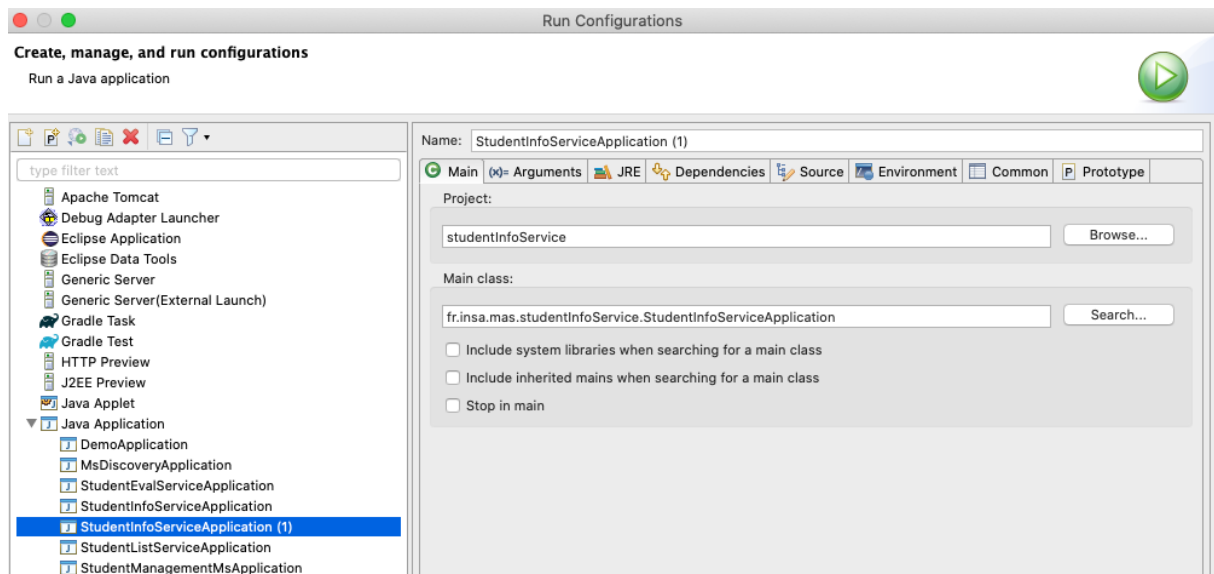 Run Configurations
Create, manage, and run configurations
Run a Java application
type filter text
Apache Tomcat
Debug Adapter Launcher
Eclipse Application
Eclipse Data Tools
Generic Server
Generic Server(External Launch)
Gradle Task
Gradle Test
HTTP Preview
J2EE Preview
Java Applet
Java Application
DemoApplication
MsDiscoveryApplication
StudentEvalServiceApplication
StudentInfoServiceApplication
StudentInfoServiceApplication (1)
StudentListServiceApplication
StudentManagementMsApplication
Name: StudentInfoServiceApplication (1)
Main (x)= Arguments JRE Dependencies Source Environment Common P Prototype
Project:
studentInfoService Browse...
Main class:
fr.insa.mas.studentInfoService.StudentInfoServiceApplication Search...
Include system libraries when searching for a main class
Include inherited mains when searching for a main class
Stop in main